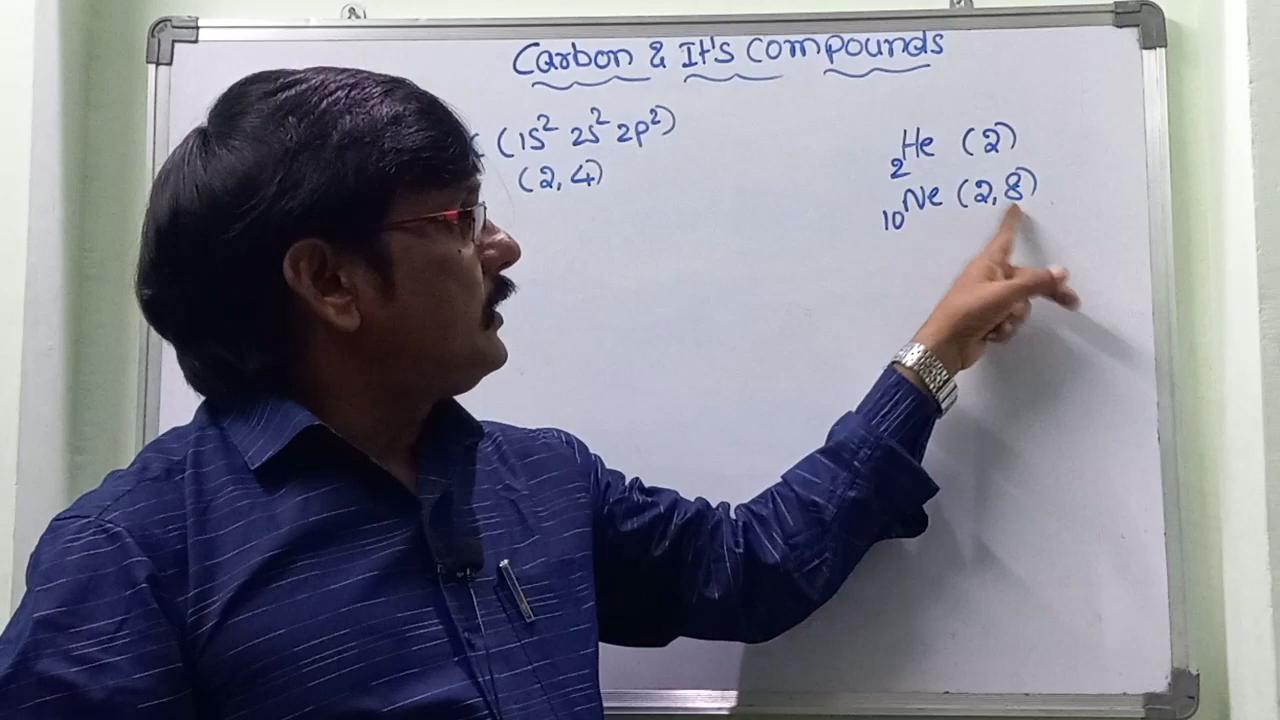 Carbon & It's Compounds
(1S² 2S² 2P²)
(2,4)
₂He (2)
₁₀Ne (2,8)